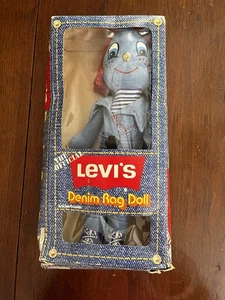 THE OFFICIAL
LEVI'S
Denim Rag Doll